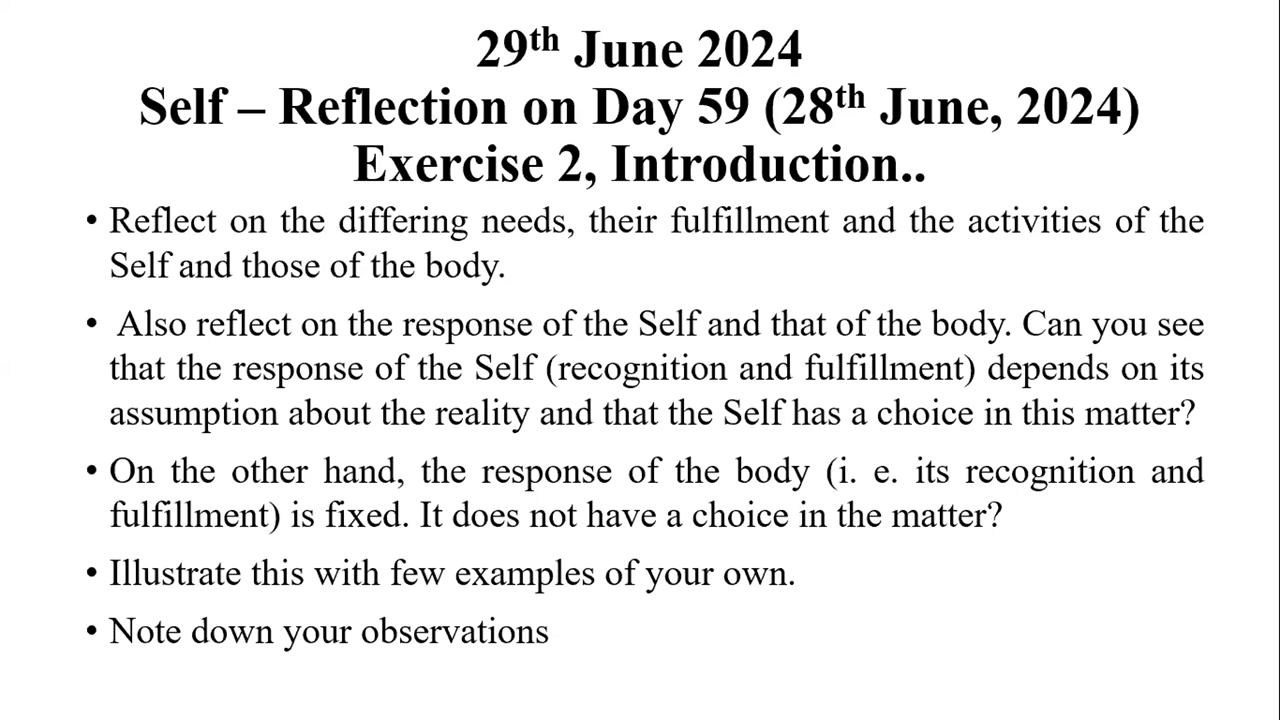 29th June 2024
Self – Reflection on Day 59 (28th June, 2024)
Exercise 2, Introduction..
• Reflect on the differing needs, their fulfillment and the activities of the
Self and those of the body.
• Also reflect on the response of the Self and that of the body. Can you see
that the response of the Self (recognition and fulfillment) depends on its
assumption about the reality and that the Self has a choice in this matter?
• On the other hand, the response of the body (i. e. its recognition and
fulfillment) is fixed. It does not have a choice in the matter?
• Illustrate this with few examples of your own.
• Note down your observations